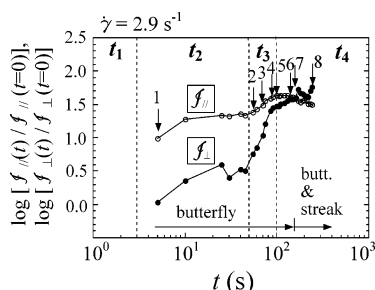 γ̇ = 2.9 s⁻¹
2.5
2.0
1.5
1.0
0.5
0.0
log [ 𝓘∥(t) / 𝓘∥(t=0)],
log [ 𝓘⊥(t) / 𝓘⊥(t=0)]
t₁ t₂ t₃ t₄
1 2 3 4 5 6 7 8
𝓘∥
𝓘⊥
butterfly
butt.
&
streak
10⁰ 10¹ 10² 10³
t (s)